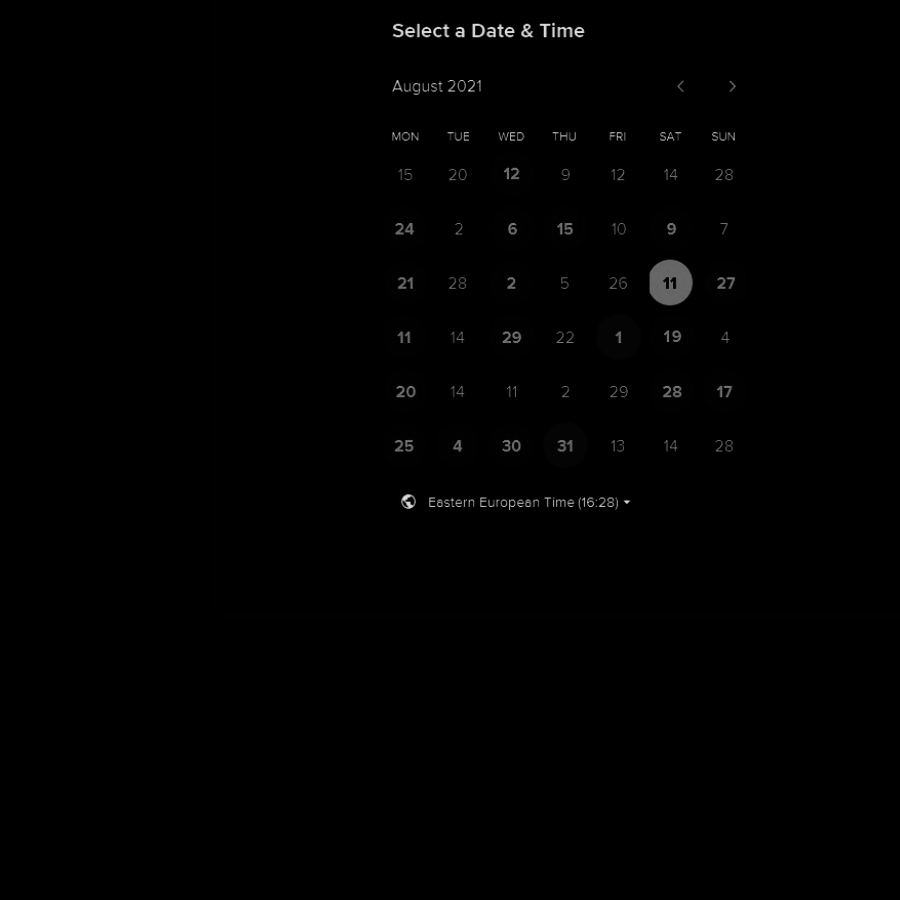 Select a Date & Time
August 2021
MON TUE WED THU FRI SAT SUN
15 20 12 9 12 14 28
24 2 6 15 10 9 7
21 28 2 5 26 11 27
11 14 29 22 1 19 4
20 14 11 2 29 28 17
25 4 30 31 13 14 28
Eastern European Time (16:28)